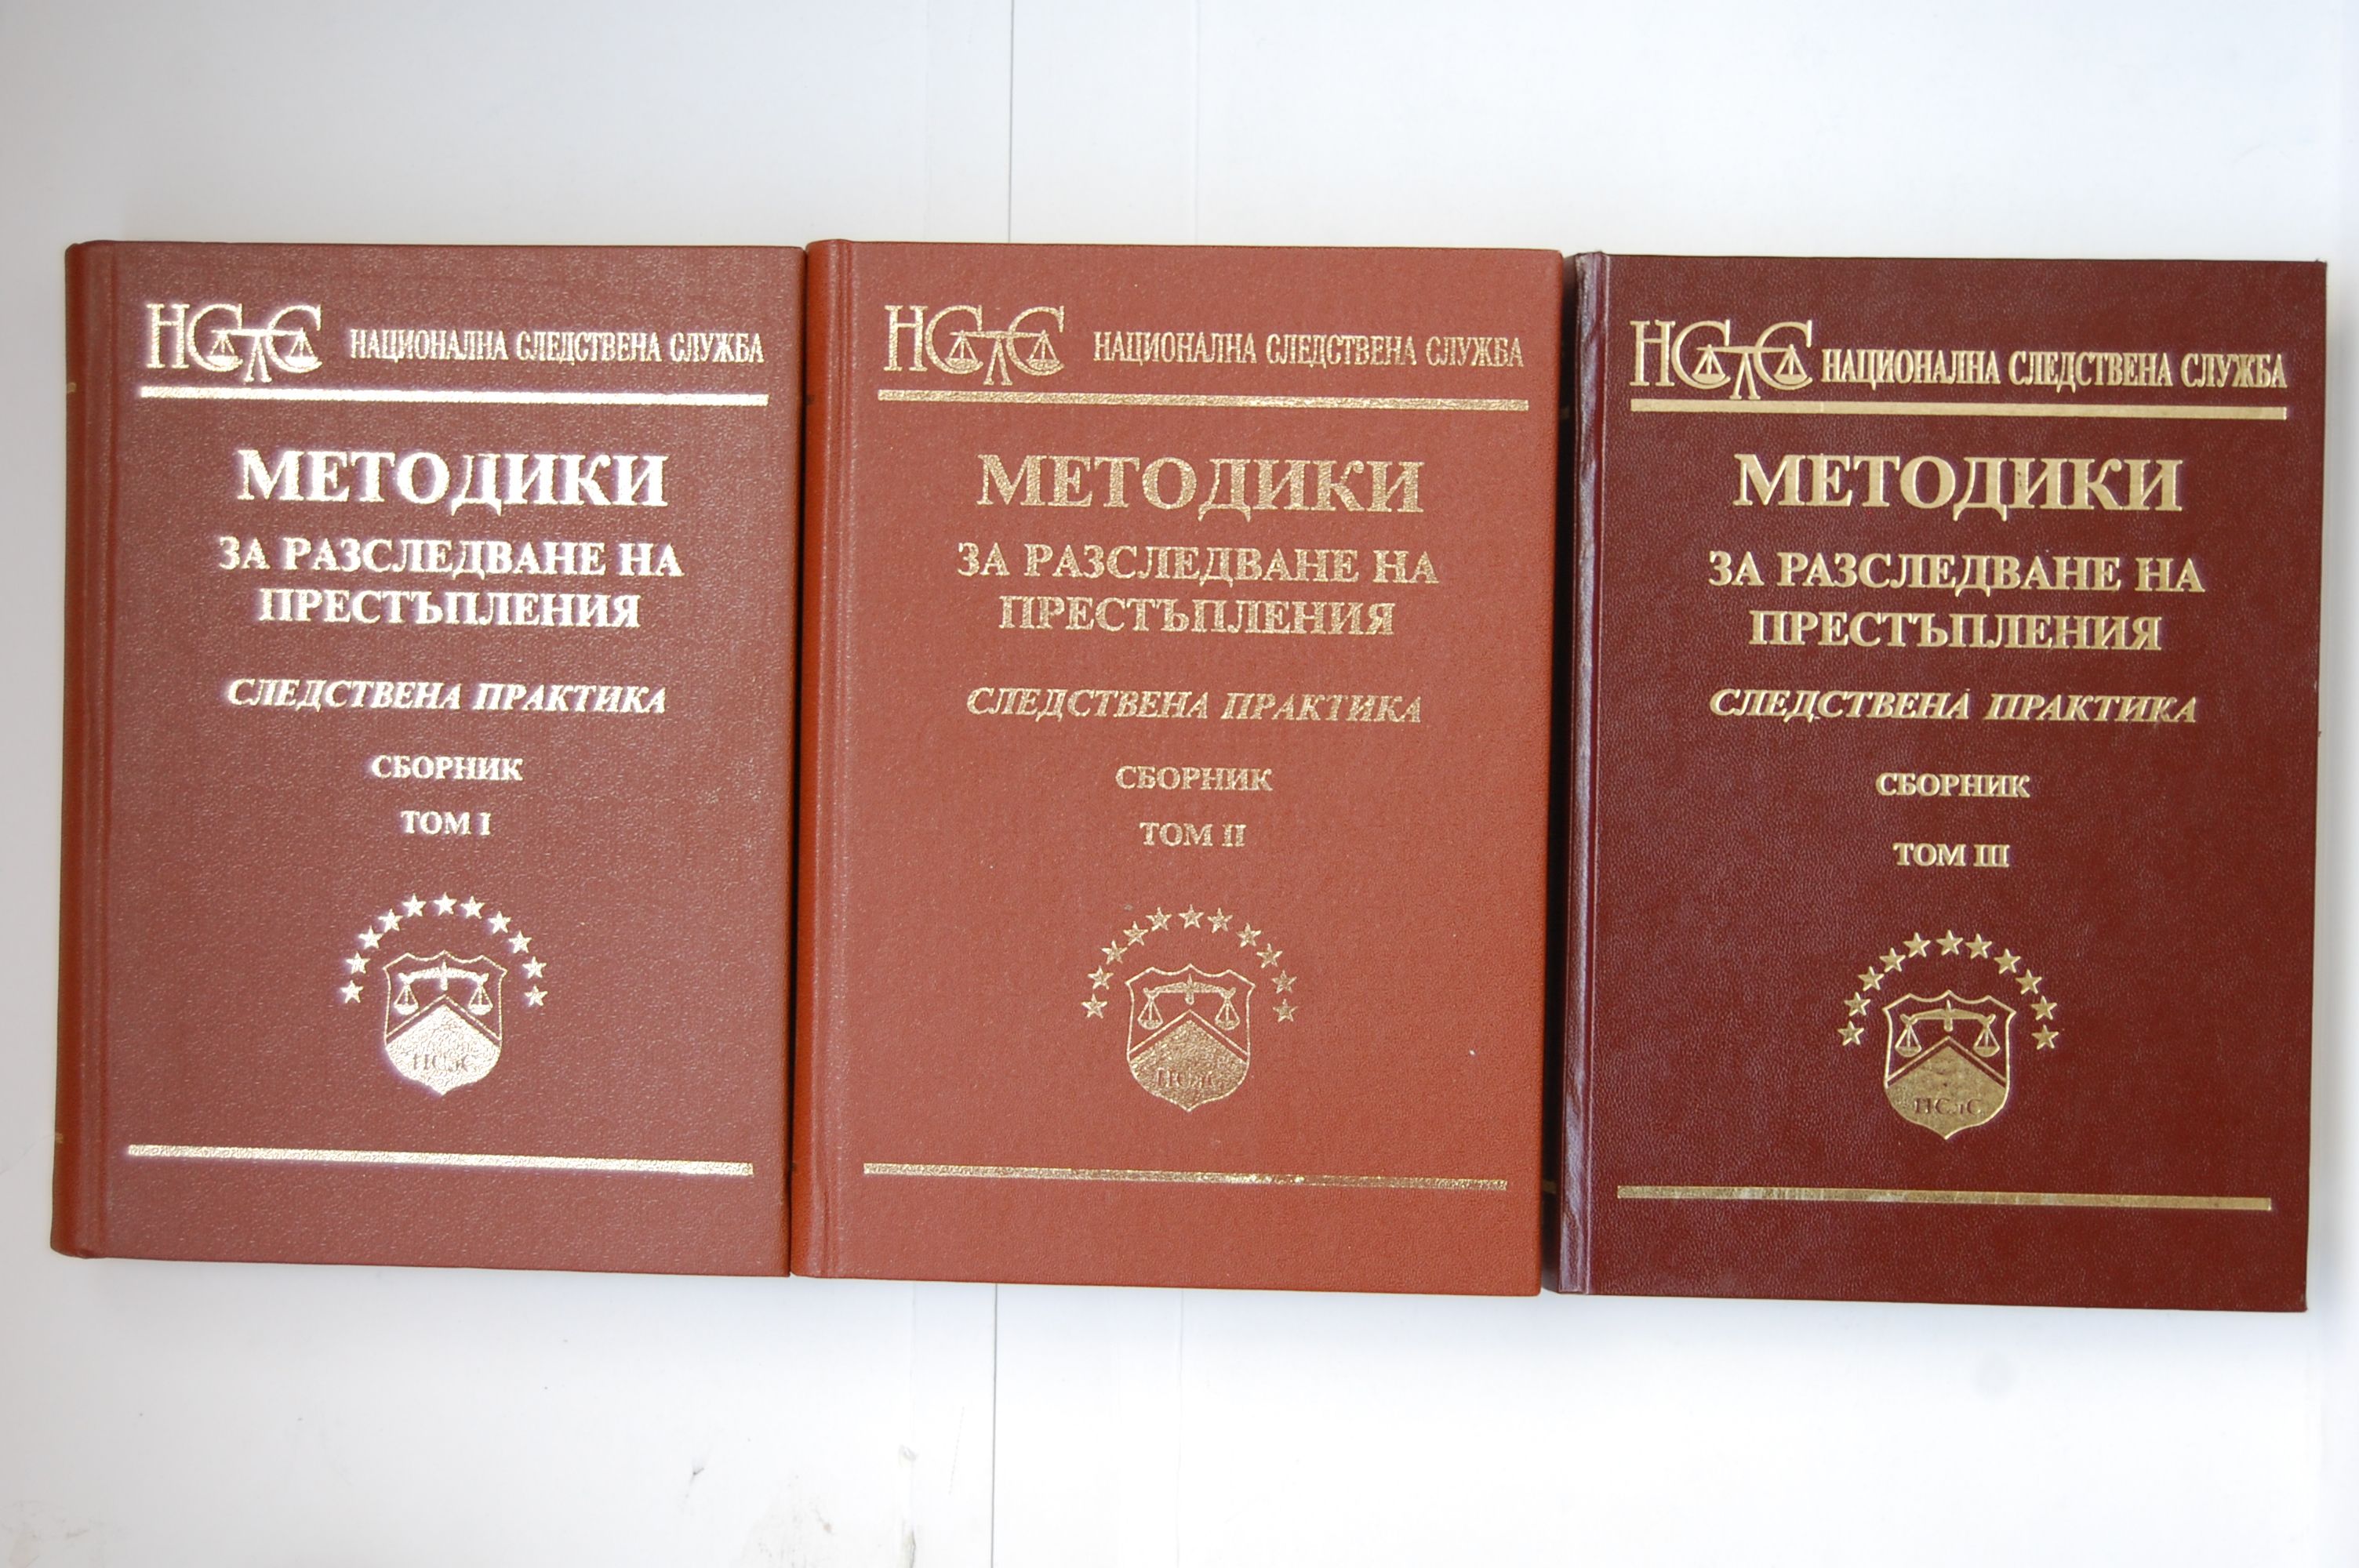 НСлС НАЦИОНАЛНА СЛЕДСТВЕНА СЛУЖБА
МЕТОДИКИ
ЗА РАЗСЛЕДВАНЕ НА
ПРЕСТЪПЛЕНИЯ
СЛЕДСТВЕНА ПРАКТИКА
СБОРНИК
ТОМ I
НСлС
НСлС НАЦИОНАЛНА СЛЕДСТВЕНА СЛУЖБА
МЕТОДИКИ
ЗА РАЗСЛЕДВАНЕ НА
ПРЕСТЪПЛЕНИЯ
СЛЕДСТВЕНА ПРАКТИКА
СБОРНИК
ТОМ II
НСлС
НСлС НАЦИОНАЛНА СЛЕДСТВЕНА СЛУЖБА
МЕТОДИКИ
ЗА РАЗСЛЕДВАНЕ НА
ПРЕСТЪПЛЕНИЯ
СЛЕДСТВЕНА ПРАКТИКА
СБОРНИК
ТОМ III
НСлС